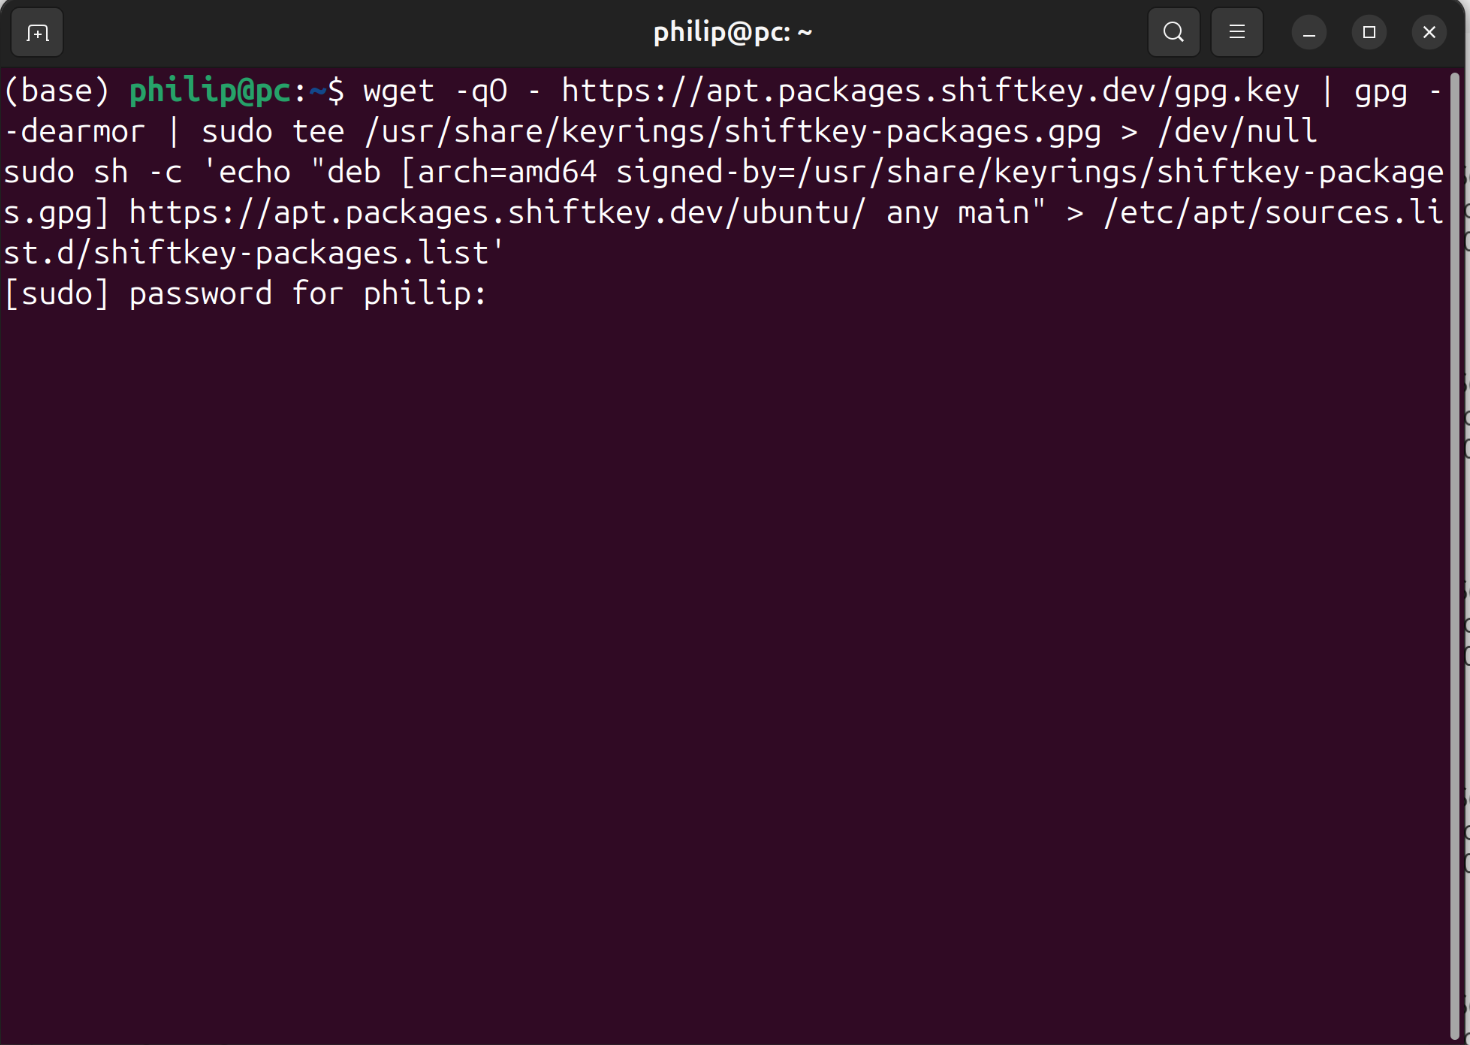 philip@pc: ~
(base) philip@pc:~$ wget -qO - https://apt.packages.shiftkey.dev/gpg.key | gpg -
-dearmor | sudo tee /usr/share/keyrings/shiftkey-packages.gpg > /dev/null
sudo sh -c 'echo "deb [arch=amd64 signed-by=/usr/share/keyrings/shiftkey-package
s.gpg] https://apt.packages.shiftkey.dev/ubuntu/ any main" > /etc/apt/sources.li
st.d/shiftkey-packages.list'
[sudo] password for philip: